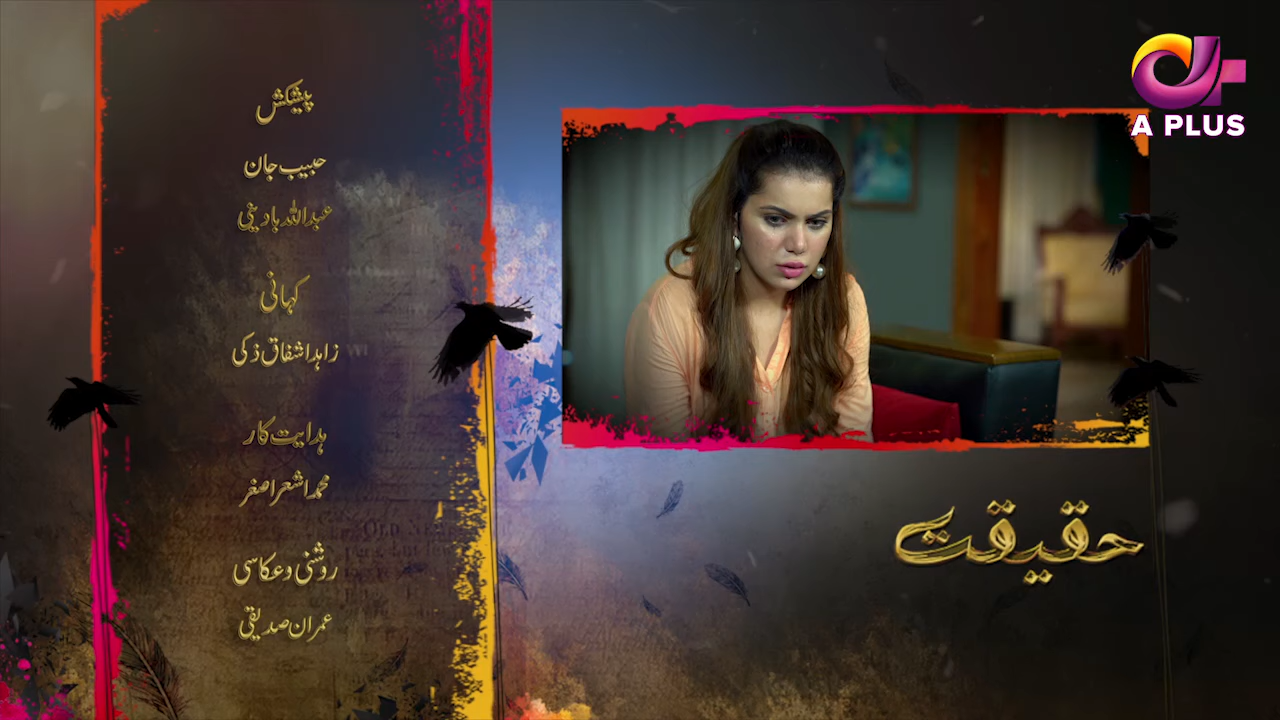 A PLUS
پیشکش
حبیب جان
عبداللہ بادینی
کہانی
زاہد اشفاق ذکی
ہدایت کار
محمد اشعر اصغر
روشنی و عکاسی
عمران صدیقی
حقیقت